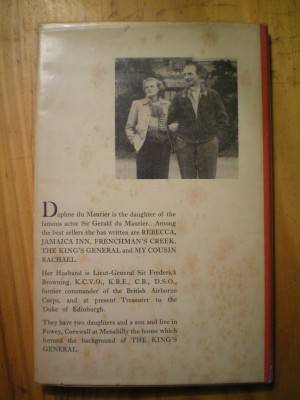 Daphne du Maurier is the daughter of the
famous actor Sir Gerald du Maurier. Among
the best sellers she has written are REBECCA,
JAMAICA INN, FRENCHMAN'S CREEK,
THE KING'S GENERAL and MY COUSIN
RACHAEL.
Her Husband is Lieut-General Sir Frederick
Browning, K.C.V.O., K.B.E., C.B., D.S.O.,
former commander of the British Airborne
Corps, and at present Treasurer to the
Duke of Edinburgh.
They have two daughters and a son and live in
Fowey, Cornwall at Menabilly the house which
formed the background of THE KING'S
GENERAL.